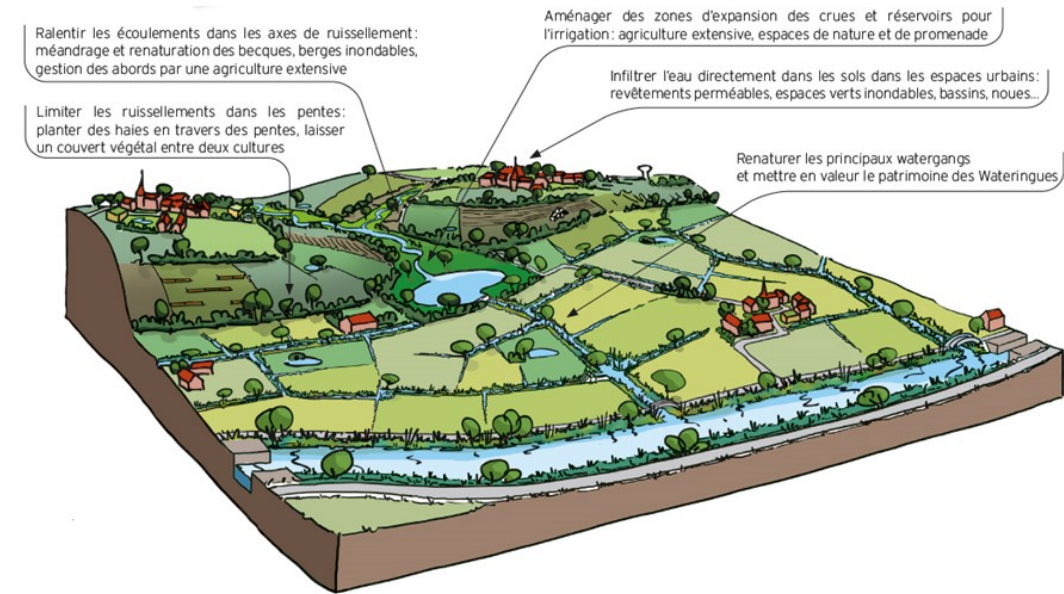 Ralentir les écoulements dans les axes de ruissellement:
méandrage et renaturation des becques, berges inondables,
gestion des abords par une agriculture extensive
Limiter les ruissellements dans les pentes:
planter des haies en travers des pentes, laisser
un couvert végétal entre deux cultures
Aménager des zones d'expansion des crues et réservoirs pour
l'irrigation: agriculture extensive, espaces de nature et de promenade
Infiltrer l'eau directement dans les sols dans les espaces urbains:
revêtements perméables, espaces verts inondables, bassins, noues...
Renaturer les principaux watergangs
et mettre en valeur le patrimoine des Wateringues